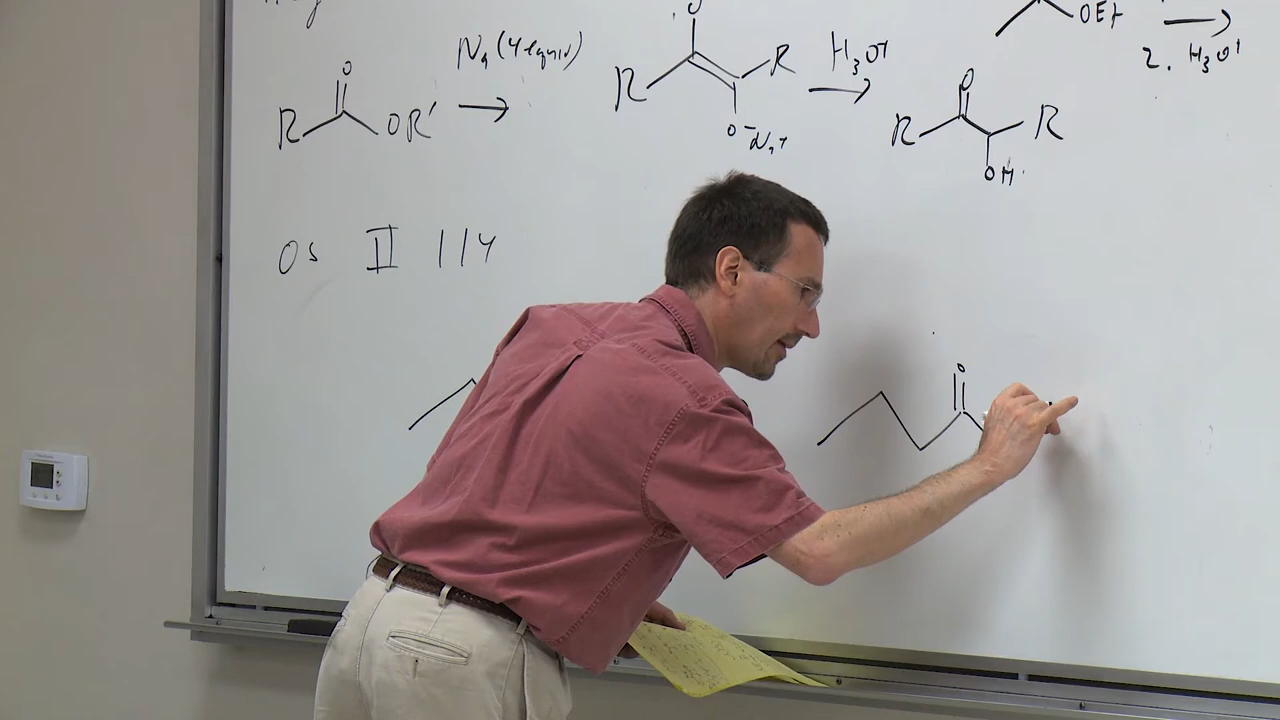 OEt
2. H3O+
O
Na (4 equiv)
R
O
H3O+
O
R
OR'
R
O-Na+
R
R
OH
OS II 114
O